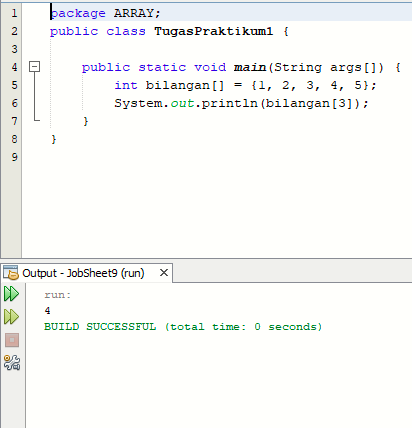 1 package ARRAY;
2 public class TugasPraktikum1 {
3
4 public static void main(String args[]) {
5 int bilangan[] = {1, 2, 3, 4, 5};
6 System.out.println(bilangan[3]);
7 }
8 }
9
Output - JobSheet9 (run) ×
run:
4
BUILD SUCCESSFUL (total time: 0 seconds)